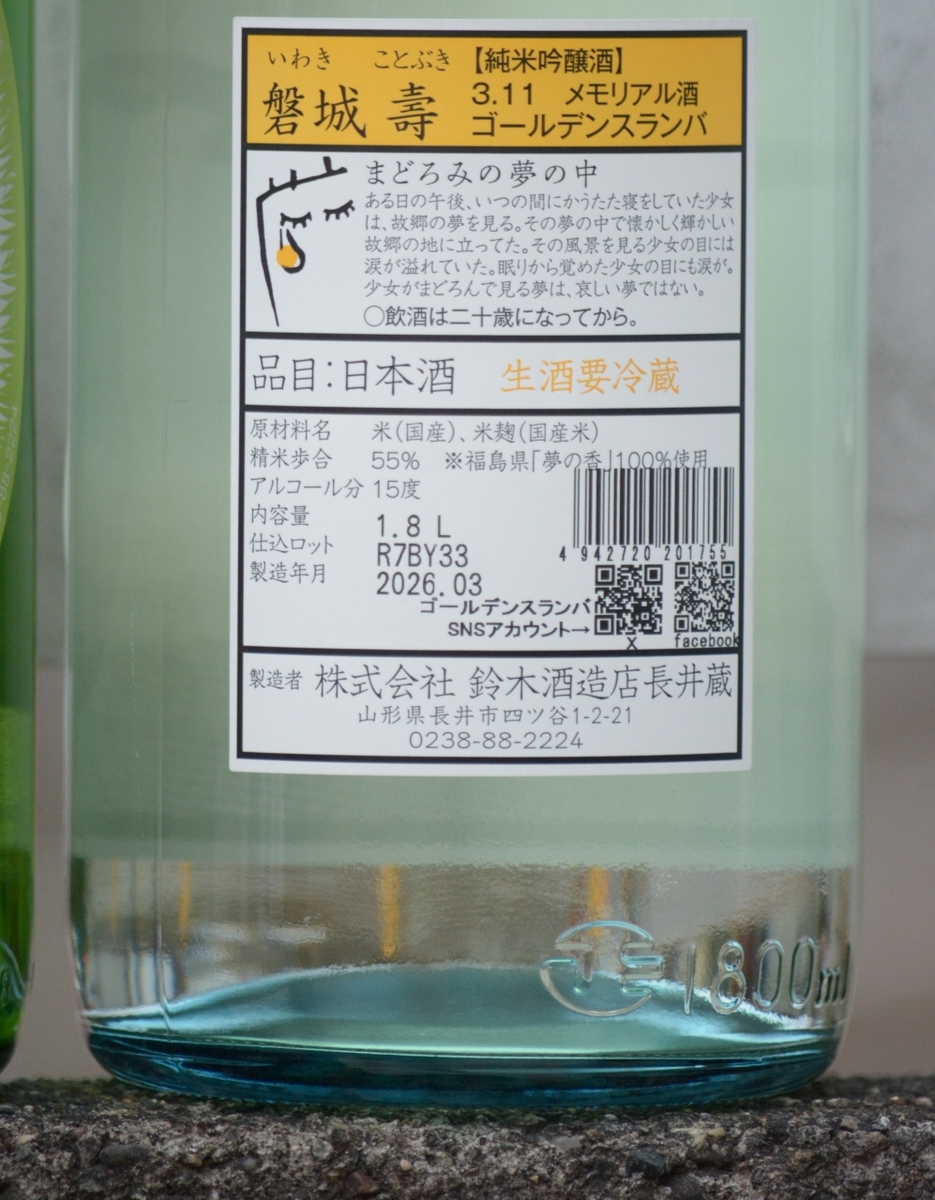 いわき　ことぶき 【純米吟醸酒】
磐城 壽 3.11　メモリアル酒
ゴールデンスランバ
まどろみの夢の中
ある日の午後、いつの間にかうたた寝をしていた少女
は、故郷の夢を見る。その夢の中で懐かしく輝かしい
故郷の地に立ってた。その風景を見る少女の目には
涙が溢れていた。眠りから覚めた少女の目にも涙が。
少女がまどろんで見る夢は、哀しい夢ではない。
○飲酒は二十歳になってから。
品目:日本酒　生酒要冷蔵
原材料名　米(国産)、米麹(国産米)
精米歩合　55%　※福島県｢夢の香｣100%使用
アルコール分 15度
内容量　1.8 L
仕込ロット　R7BY33
製造年月　2026.03
4 942720 201755
ゴールデンスランバ
SNSアカウント→
X facebook
製造者 株式会社 鈴木酒造店長井蔵
山形県長井市四ツ谷1-2-21
0238-88-2224
1800ml